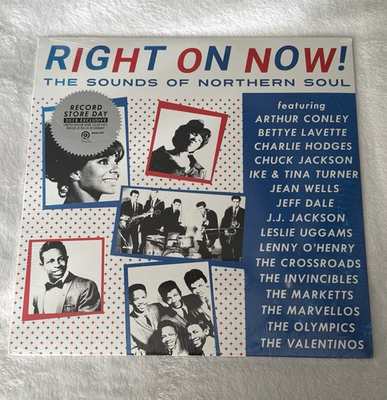 RIGHT ON NOW!
THE SOUNDS OF NORTHERN SOUL
RECORD
STORE DAY
2018 EXCLUSIVE
featuring
ARTHUR CONLEY
BETTYE LAVETTE
CHARLIE HODGES
CHUCK JACKSON
IKE & TINA TURNER
JEAN WELLS
JEFF DALE
J.J. JACKSON
LESLIE UGGAMS
LENNY O'HENRY
THE CROSSROADS
THE INVINCIBLES
THE MARKETTS
THE MARVELLOS
THE OLYMPICS
THE VALENTINOS